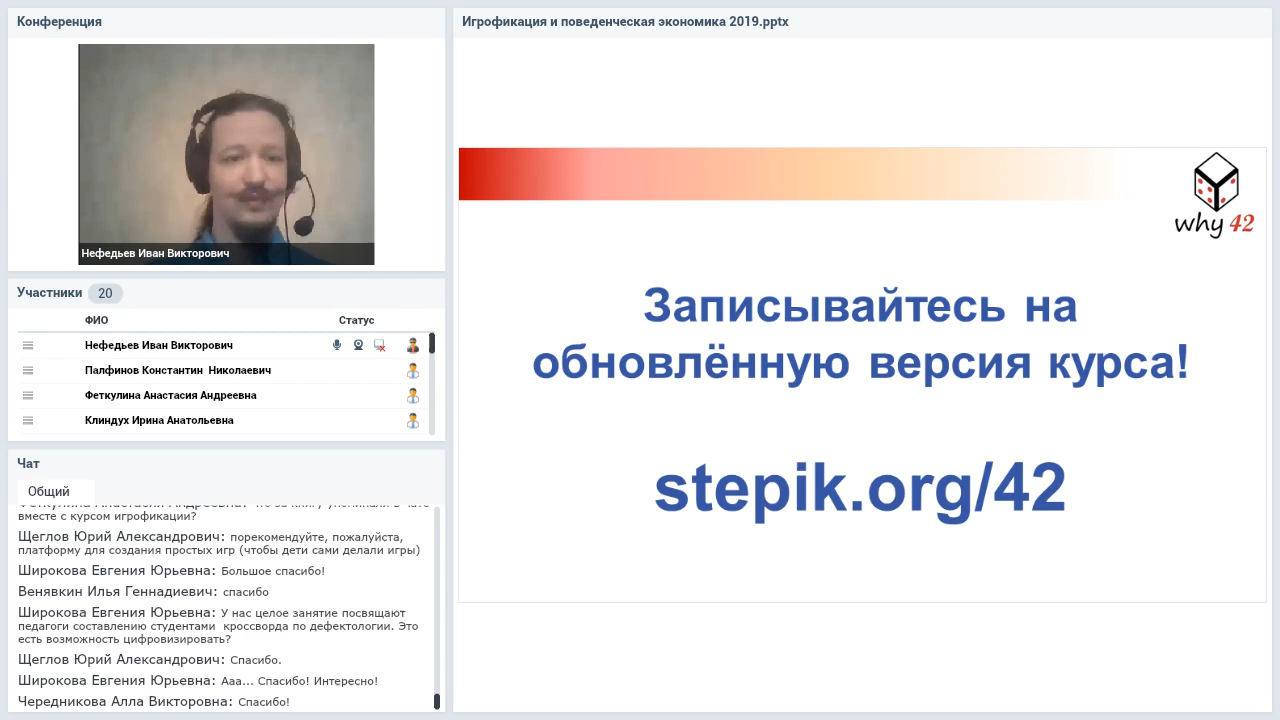 Конференция
Нефедьев Иван Викторович
Участники 20
ФИО Статус
Нефедьев Иван Викторович
Палфинов Константин Николаевич
Феткулина Анастасия Андреевна
Клиндух Ирина Анатольевна
Чат
Общий
вместе с курсом игрофикации?
Щеглов Юрий Александрович: порекомендуйте, пожалуйста,
платформу для создания простых игр (чтобы дети сами делали игры)
Широкова Евгения Юрьевна: Большое спасибо!
Венявкин Илья Геннадиевич: спасибо
Широкова Евгения Юрьевна: У нас целое занятие посвящают
педагоги составлению студентами кроссворда по дефектологии. Это
есть возможность цифровизировать?
Щеглов Юрий Александрович: Спасибо.
Широкова Евгения Юрьевна: Ааа... Спасибо! Интересно!
Чередникова Алла Викторовна: Спасибо!
Игрофикация и поведенческая экономика 2019.pptx
why 42
Записывайтесь на
обновлённую версия курса!
stepik.org/42